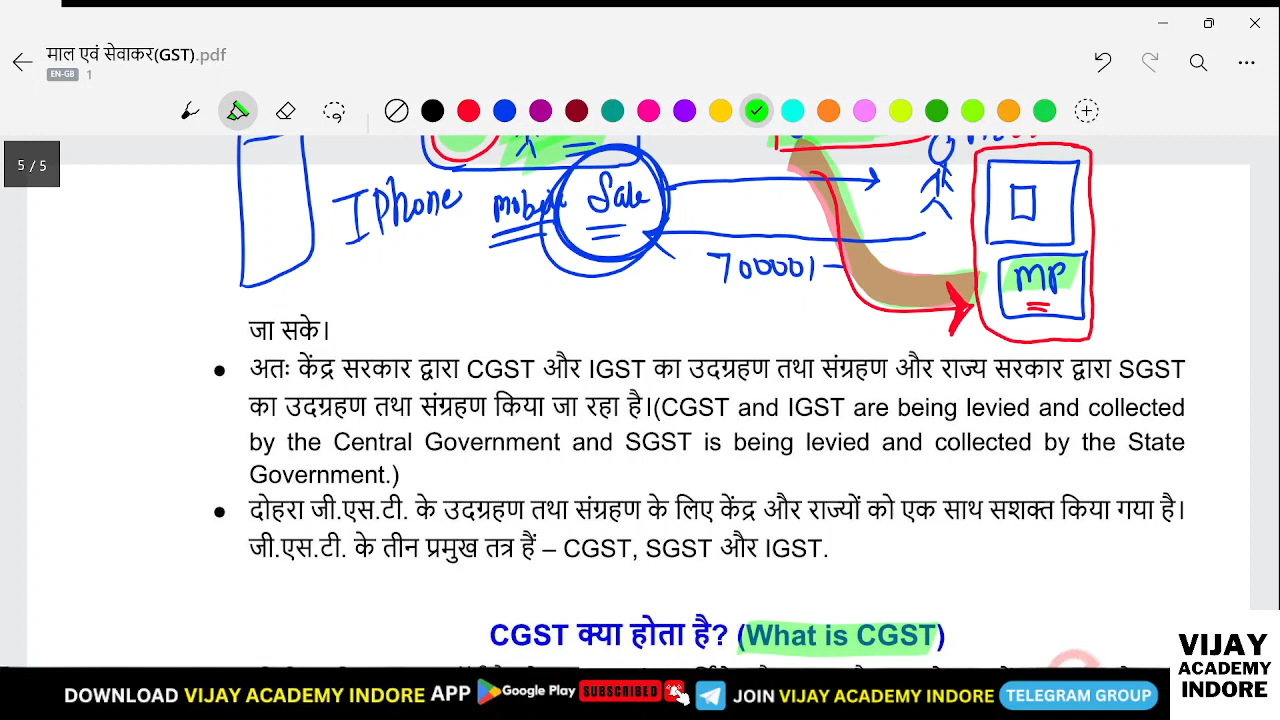 माल एवं सेवाकर(GST).pdf
EN-GB 1
5 / 5
IPhone mobile Sale
700001-
MP
जा सके।
अतः केंद्र सरकार द्वारा CGST और IGST का उदग्रहण तथा संग्रहण और राज्य सरकार द्वारा SGST
का उदग्रहण तथा संग्रहण किया जा रहा है।(CGST and IGST are being levied and collected
by the Central Government and SGST is being levied and collected by the State
Government.)
दोहरा जी.एस.टी. के उदग्रहण तथा संग्रहण के लिए केंद्र और राज्यों को एक साथ सशक्त किया गया है।
जी.एस.टी. के तीन प्रमुख तत्र हैं – CGST, SGST और IGST.
CGST क्या होता है? (What is CGST)
VIJAY
ACADEMY
INDORE
DOWNLOAD VIJAY ACADEMY INDORE APP Google Play SUBSCRIBED JOIN VIJAY ACADEMY INDORE TELEGRAM GROUP